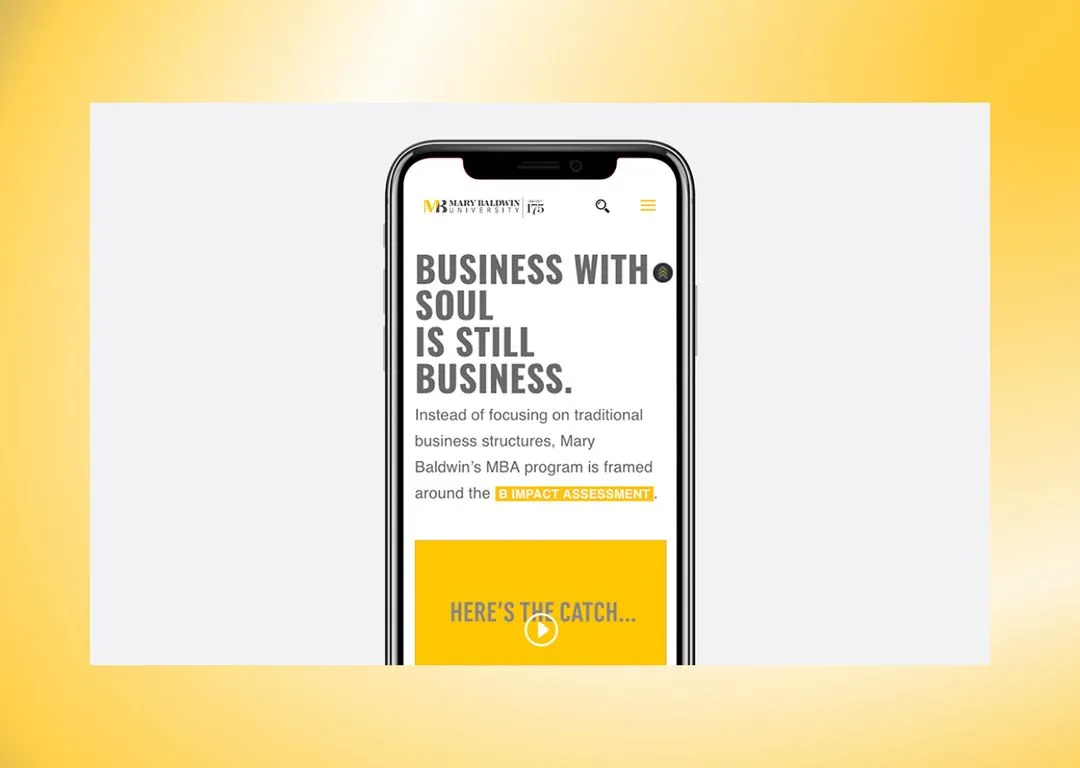 MB MARY BALDWIN
UNIVERSITY
175
BUSINESS WITH
SOUL
IS STILL
BUSINESS.
Instead of focusing on traditional
business structures, Mary
Baldwin's MBA program is framed
around the B IMPACT ASSESSMENT.
HERE'S THE CATCH...